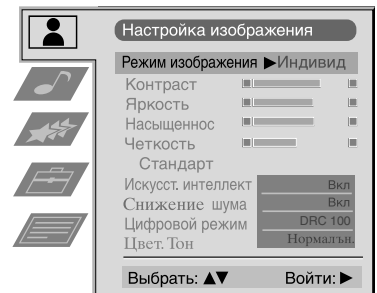 Настройка изображения
Режим изображения ▶Индивид
Контраст
Яркость
Насыщеннос
Четкость
Стандарт
Искусст. интеллект Вкл
Снижение шума Вкл
Цифровой режим DRC 100
Цвет. Тон Нормальн.
Выбрать: ▲▼ Войти: ▶